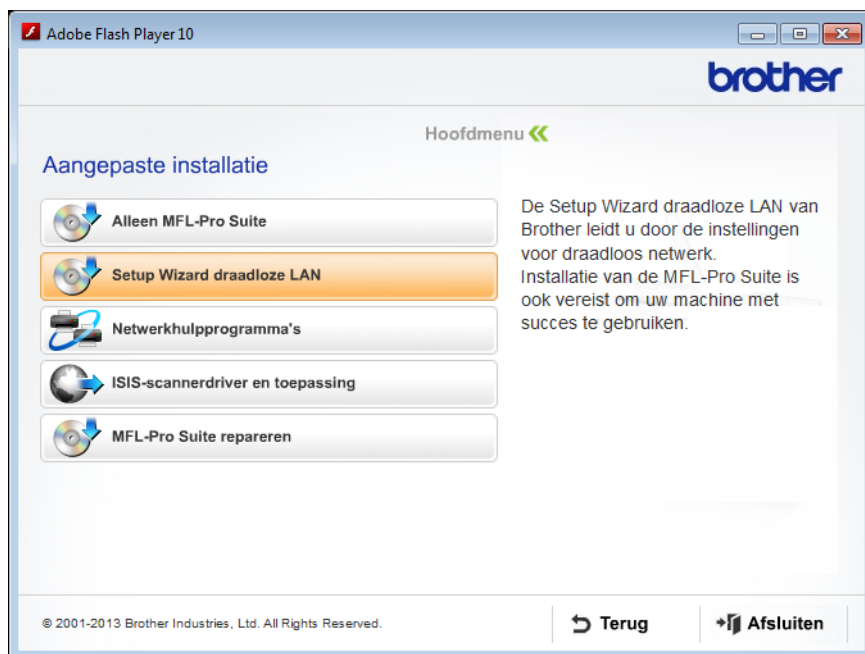 Adobe Flash Player 10
brother
Hoofdmenu
Aangepaste installatie
Alleen MFL-Pro Suite
Setup Wizard draadloze LAN
Netwerkhulpprogramma's
ISIS-scannerdriver en toepassing
MFL-Pro Suite repareren
De Setup Wizard draadloze LAN van
Brother leidt u door de instellingen
voor draadloos netwerk.
Installatie van de MFL-Pro Suite is
ook vereist om uw machine met
succes te gebruiken.
© 2001-2013 Brother Industries, Ltd. All Rights Reserved.
Terug
Afsluiten